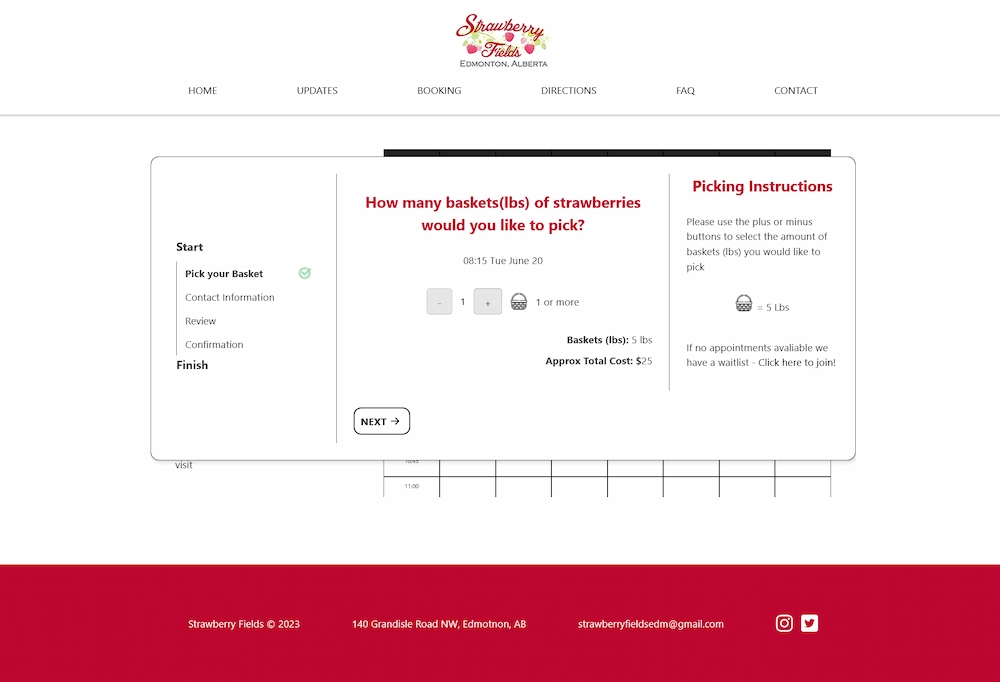 Strawberry
Fields
EDMONTON, ALBERTA
HOME UPDATES BOOKING DIRECTIONS FAQ CONTACT
Start
Pick your Basket
Contact Information
Review
Confirmation
Finish
How many baskets(lbs) of strawberries
would you like to pick?
08:15 Tue June 20
- 1 + 1 or more
Baskets (lbs): 5 lbs
Approx Total Cost: $25
NEXT →
Picking Instructions
Please use the plus or minus
buttons to select the amount of
baskets (lbs) you would like to
pick
= 5 Lbs
If no appointments avaliable we
have a waitlist - Click here to join!
visit
10:45
11:00
Strawberry Fields © 2023
140 Grandisle Road NW, Edmotnon, AB
strawberryfieldsedm@gmail.com